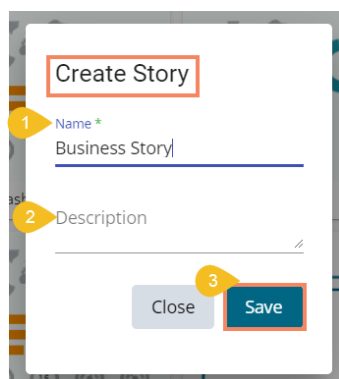 Create Story
1
Name *
Business Story
2
Description
3
Close
Save